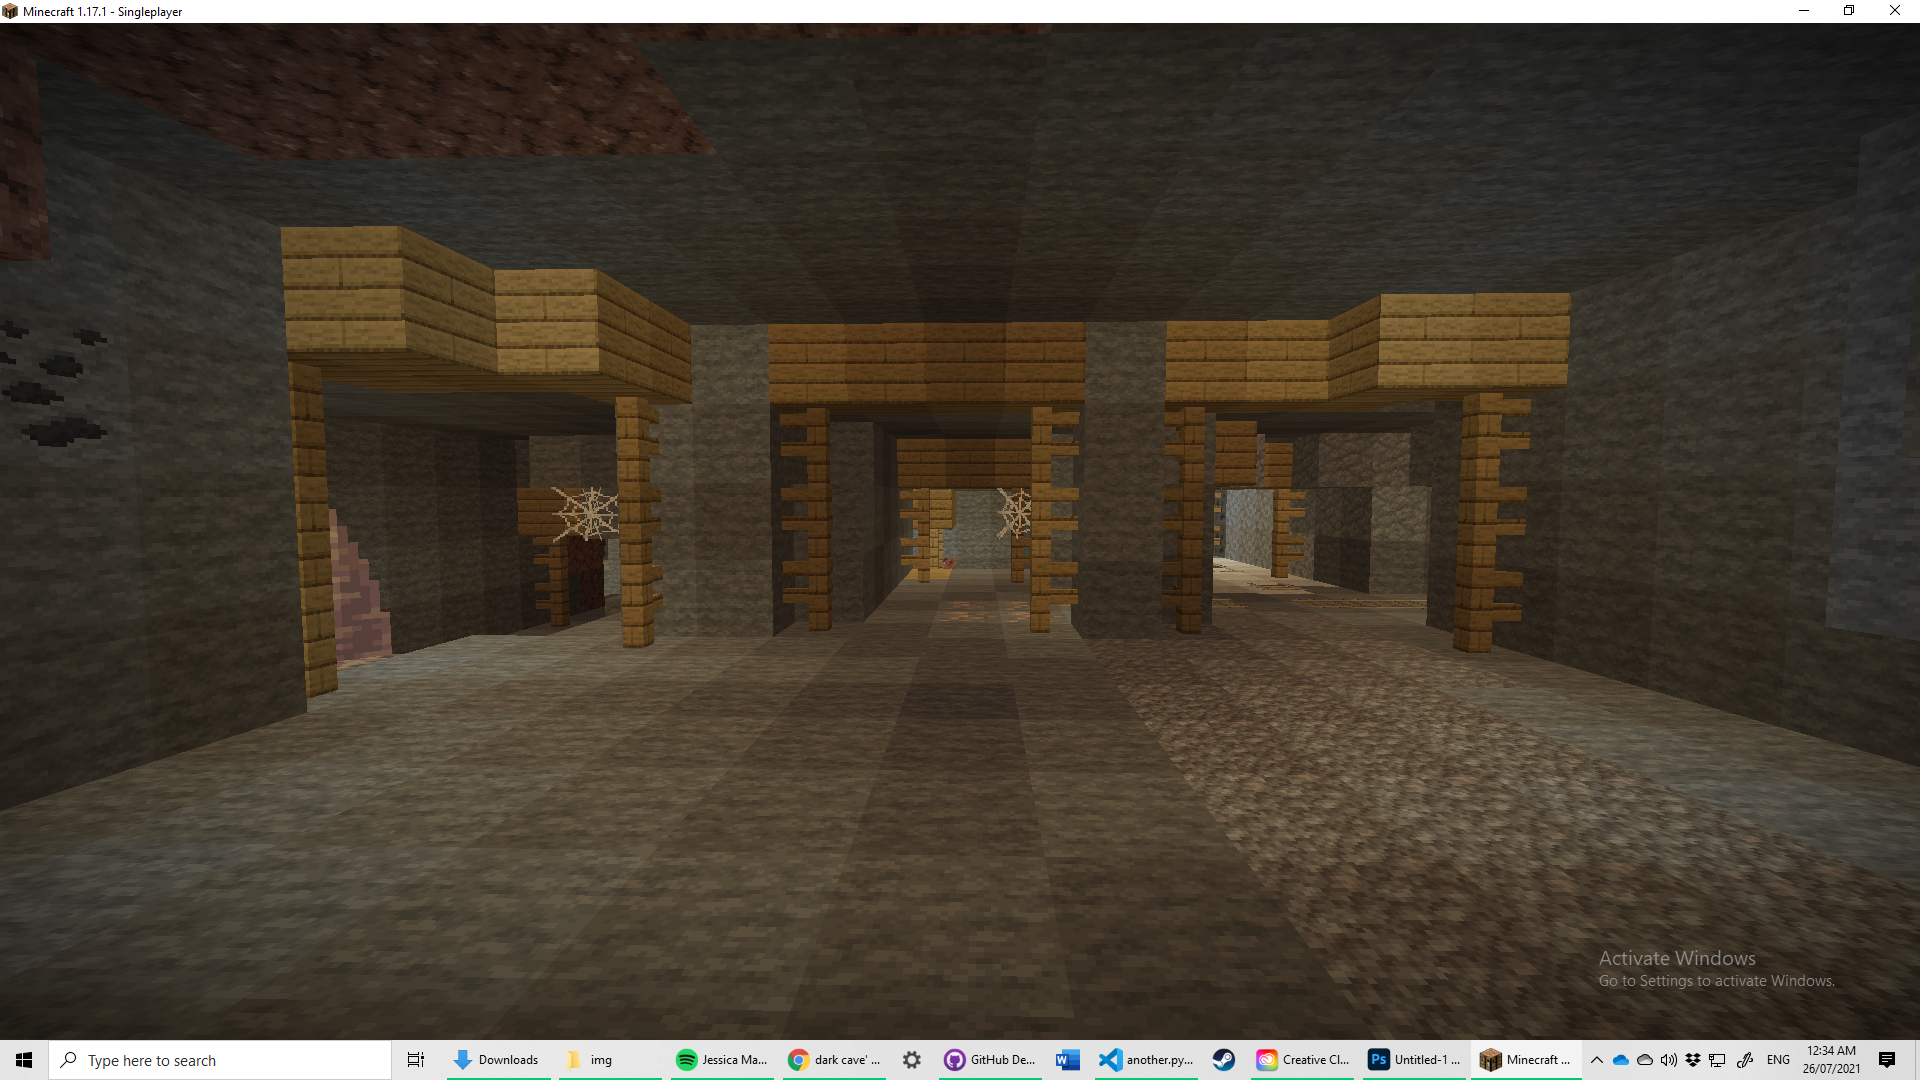 Minecraft 1.17.1 - Singleplayer
Activate Windows
Go to Settings to activate Windows.
Type here to search
Downloads
img
Jessica Ma...
dark cave' ...
GitHub De...
another.py...
Creative Cl...
Ps
Untitled-1 ...
Minecraft ...
ENG
12:34 AM
26/07/2021